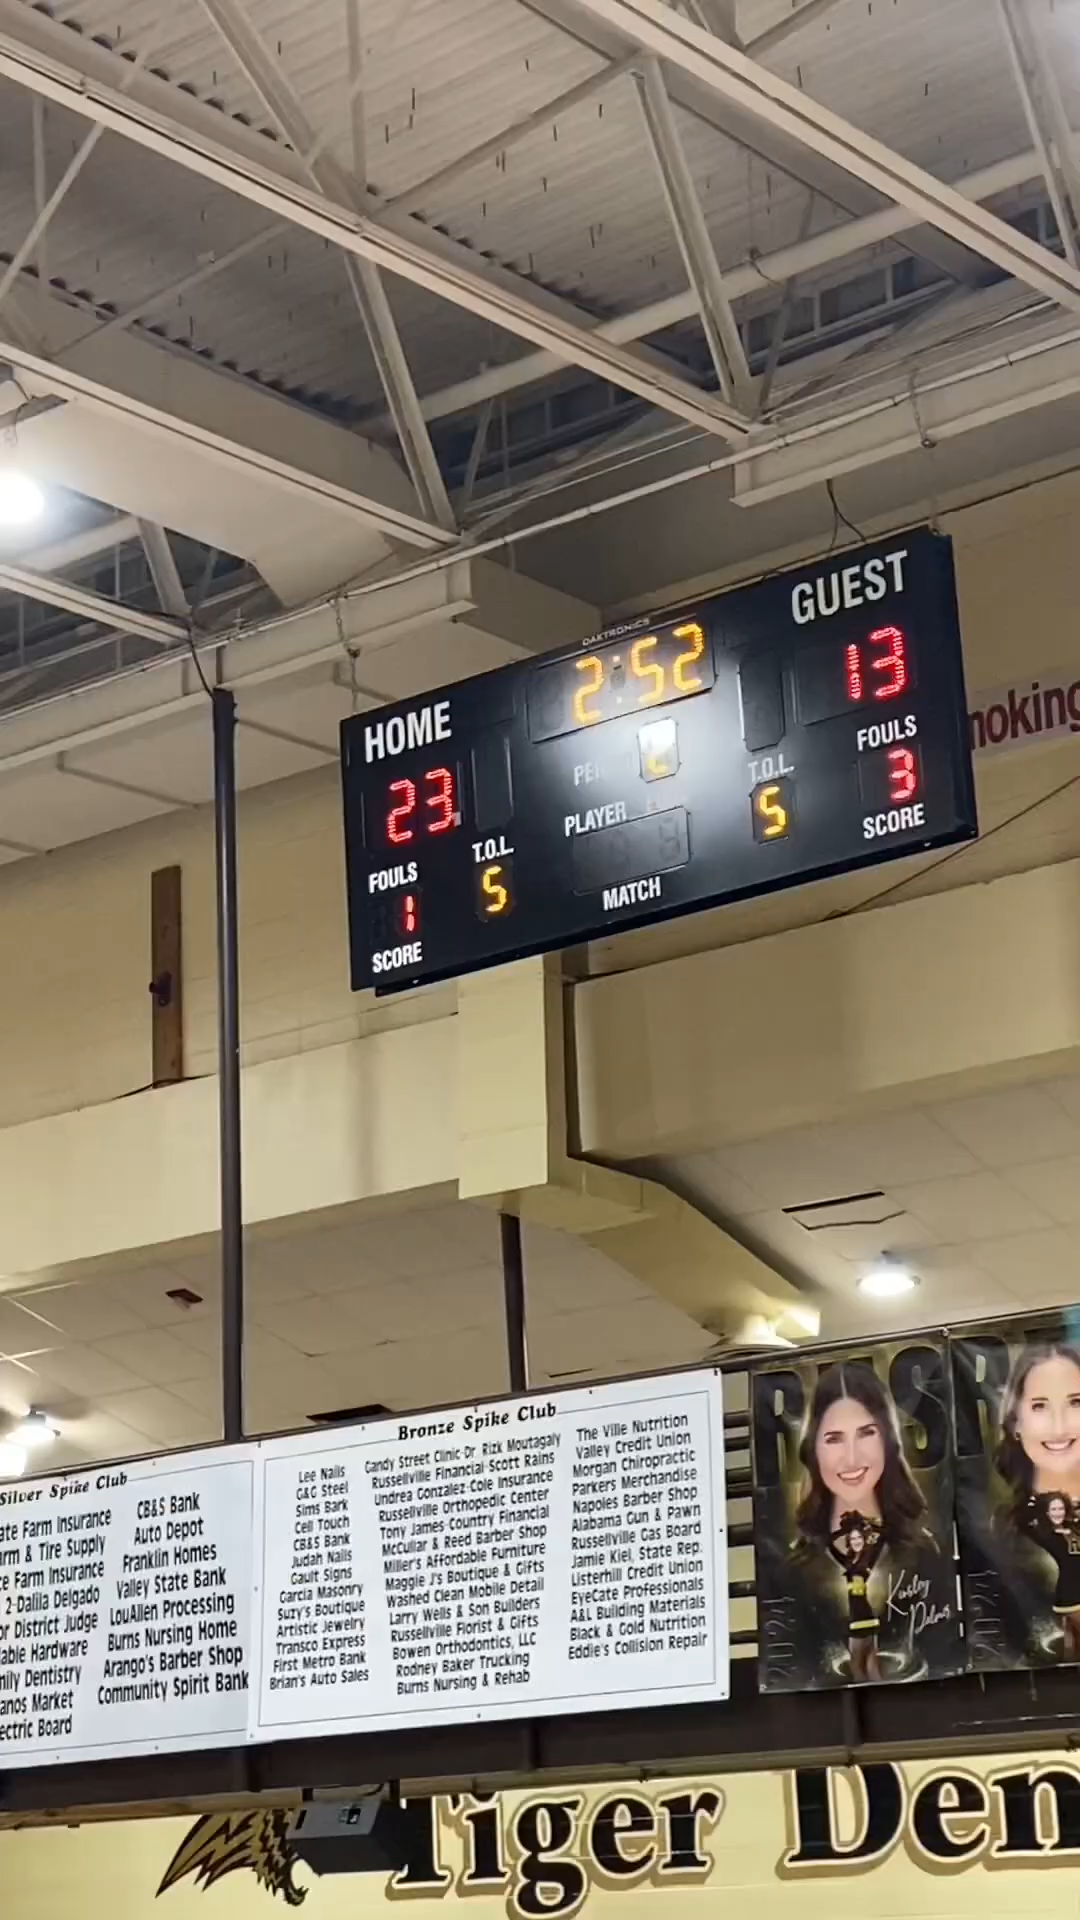 DAKTRONICS
GUEST
2:52
13
HOME
23
FOULS
PLAYER
T.O.L.
3
5
SCORE
T.O.L.
FOULS
5
MATCH
1
SCORE
Silver Spike Club
ate Farm Insurance
rm & Tire Supply
ce Farm Insurance
2-Dalila Delgado
or District Judge
able Hardware
mily Dentistry
anos Market
ectric Board
CB&S Bank
Auto Depot
Franklin Homes
Valley State Bank
LouAllen Processing
Burns Nursing Home
Arango's Barber Shop
Community Spirit Bank
Bronze Spike Club
Lee Nails
G&G Steel
Sims Bark
Cell Touch
CB&S Bank
Judah Nails
Gault Signs
Garcia Masonry
Suzy's Boutique
Artistic Jewelry
Transco Express
First Metro Bank
Brian's Auto Sales
Gandy Street Clinic-Dr Rizk Moutagaly
Russellville Financial-Scott Rains
Undrea Gonzalez-Cole Insurance
Russellville Orthopedic Center
Tony James-Country Financial
McCullar & Reed Barber Shop
Miller's Affordable Furniture
Maggie J's Boutique & Gifts
Washed Clean Mobile Detail
Larry Wells & Son Builders
Russellville Florist & Gifts
Bowen Orthodontics, LLC
Rodney Baker Trucking
Burns Nursing & Rehab
The Ville Nutrition
Valley Credit Union
Morgan Chiropractic
Parkers Merchandise
Napoles Barber Shop
Alabama Gun & Pawn
Russellville Gas Board
Jamie Kiel, State Rep.
Listerhill Credit Union
EyeCate Professionals
A&L Building Materials
Black & Gold Nutrition
Eddie's Collision Repair
RHS
Kinsley
2024
moking
Tiger Den